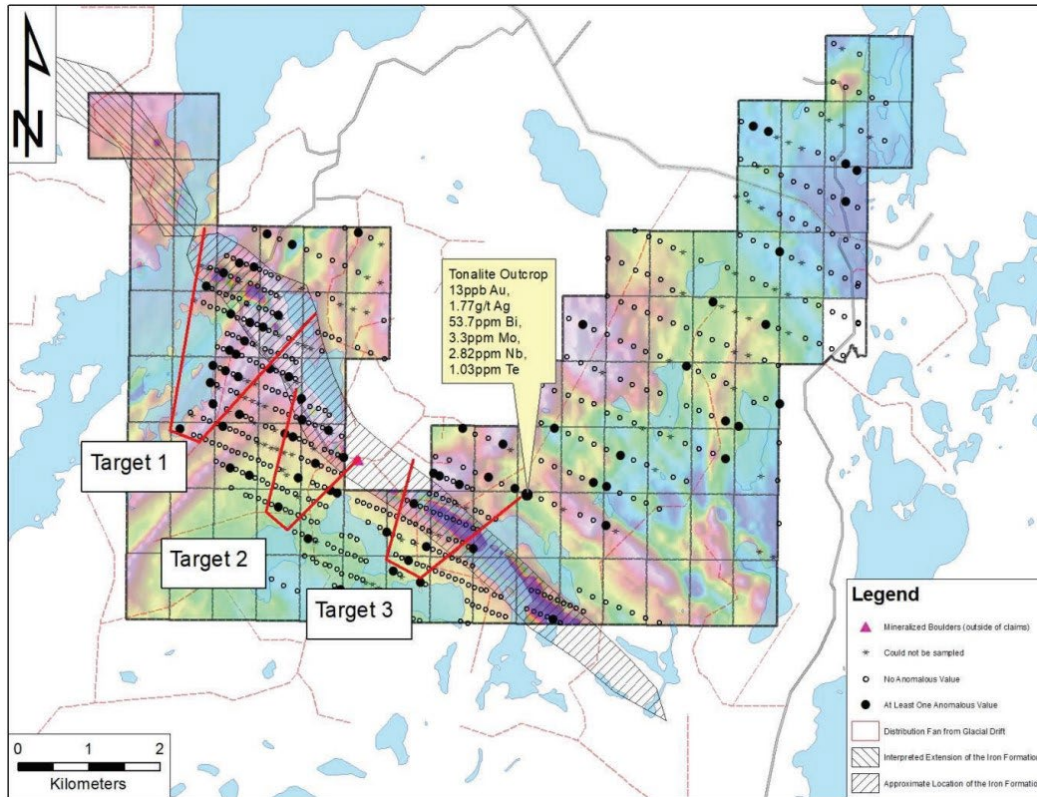 N
Tonalite Outcrop
13ppb Au,
1.77g/t Ag
53.7ppm Bi,
3.3ppm Mo,
2.82ppm Nb,
1.03ppm Te
Target 1
Target 2
Target 3
Legend
Mineralized Boulders (outside of claims)
Could not be sampled
No Anomalous Value
At Least One Anomalous Value
Distribution Fan from Glacial Drift
Interpreted Extension of the Iron Formation
Approximate Location of the Iron Formation
0 1 2
Kilometers